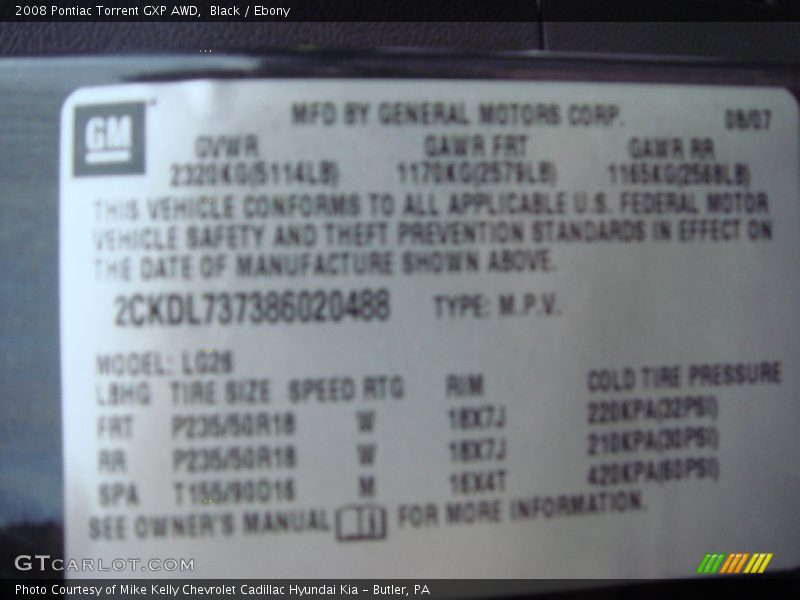 2008 Pontiac Torrent GXP AWD, Black / Ebony
GM
MFD BY GENERAL MOTORS CORP. 08/07
GVWR GAWR FRT GAWR RR
2320KG(5114LB) 1170KG(2579LB) 1165KG(2568LB)
THIS VEHICLE CONFORMS TO ALL APPLICABLE U.S. FEDERAL MOTOR
VEHICLE SAFETY AND THEFT PREVENTION STANDARDS IN EFFECT ON
THE DATE OF MANUFACTURE SHOWN ABOVE.
2CKDL737386020488 TYPE: M.P.V.
MODEL: LG26
LBHG TIRE SIZE SPEED RTG RIM COLD TIRE PRESSURE
FRT P235/50R18 W 18X7J 220KPA(32PSI)
RR P235/50R18 W 18X7J 210KPA(30PSI)
SPA T155/90D16 M 16X4T 420KPA(60PSI)
SEE OWNER'S MANUAL FOR MORE INFORMATION.
GTCARLOT.COM
Photo Courtesy of Mike Kelly Chevrolet Cadillac Hyundai Kia – Butler, PA